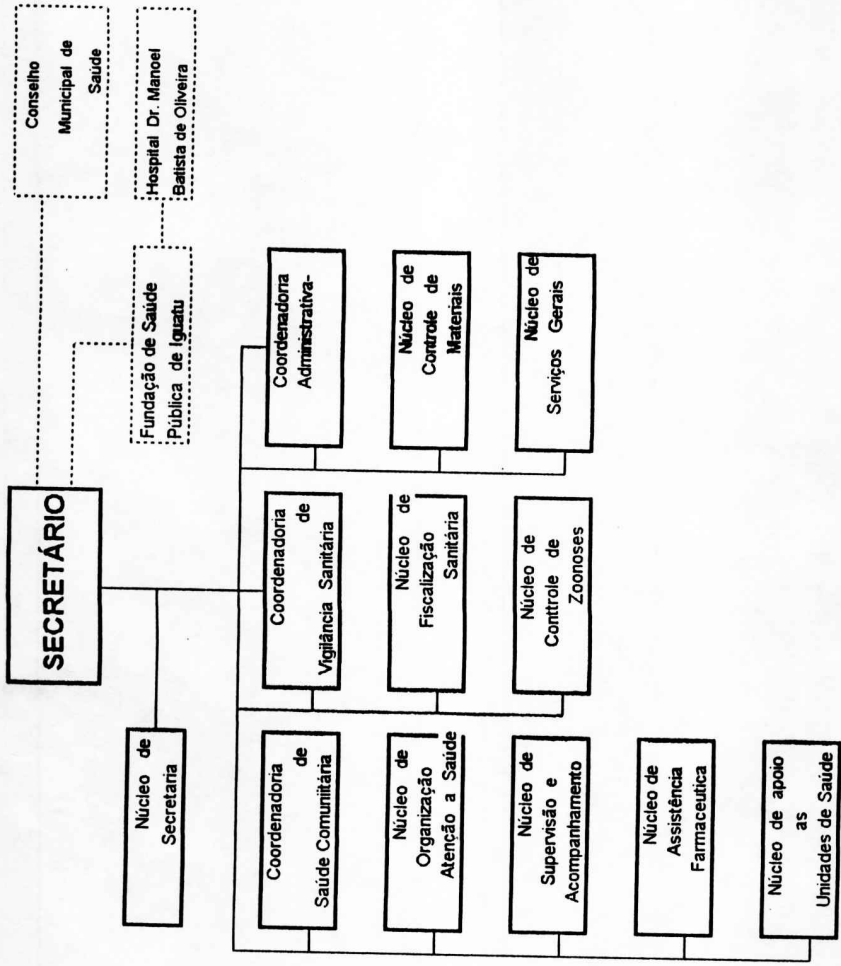 Conselho
Municipal de
Saúde
Hospital Dr. Manoel
Batista de Oliveira
Fundação de Saúde
Pública de Iguatu
SECRETÁRIO
Núcleo de
Secretaria
Coordenadoria
de
Saúde Comuniitária
Núcleo de
Organização
Atenção a Saúde
Núcleo de
Supervisão e
Acompanhamento
Núcleo de
Assistência
Farmaceutica
Núcleo de apoio
as
Unidades de Saúde
Coordenadoria
de
Vigilância Sanitária
Núcleo de
Fiscalização
Sanitária
Núcleo de
Conttrole de
Zoonoses
Coordenadoria
Administrativa-
Núcleo de
Controle de
Materiais
Núcleo de
Serviços Gerais